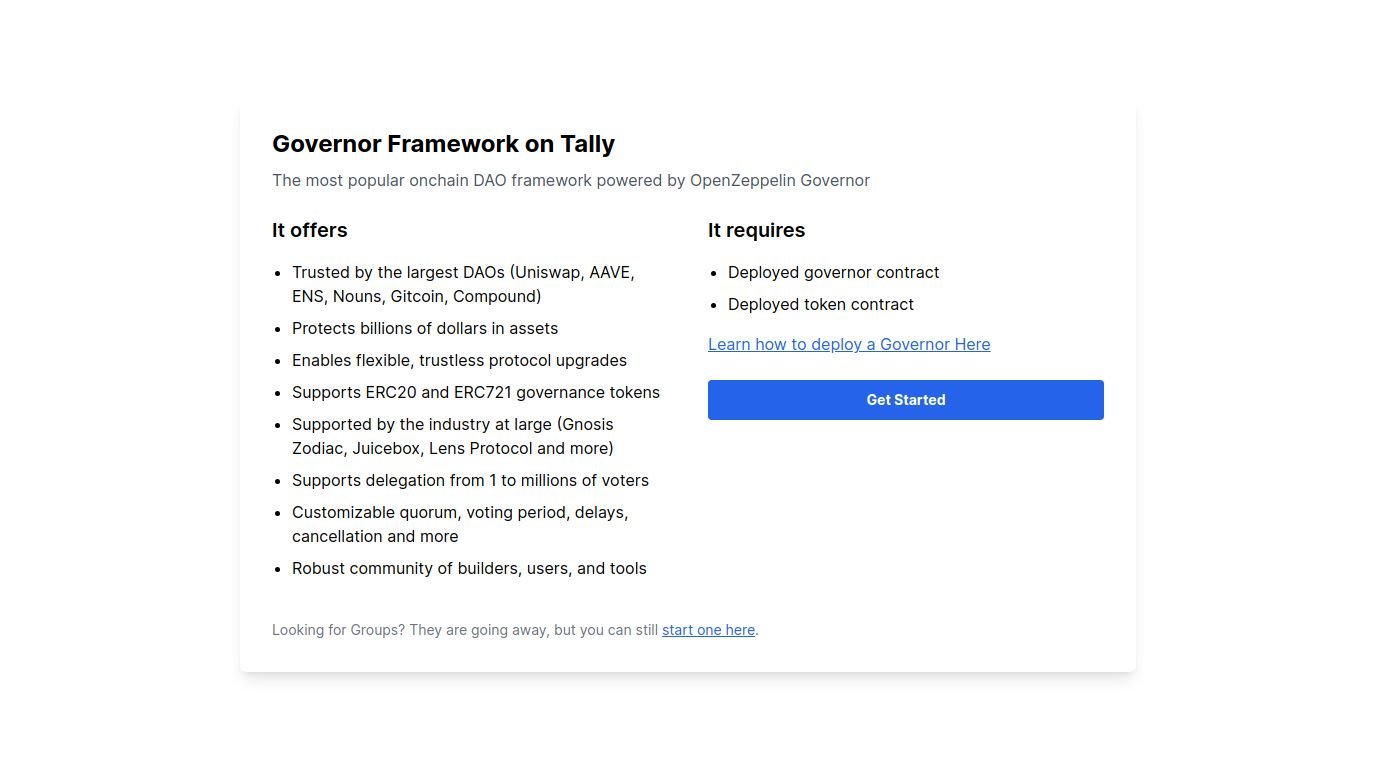 Governor Framework on Tally
The most popular onchain DAO framework powered by OpenZeppelin Governor
It offers
Trusted by the largest DAOs (Uniswap, AAVE,
ENS, Nouns, Gitcoin, Compound)
Protects billions of dollars in assets
Enables flexible, trustless protocol upgrades
Supports ERC20 and ERC721 governance tokens
Supported by the industry at large (Gnosis
Zodiac, Juicebox, Lens Protocol and more)
Supports delegation from 1 to millions of voters
Customizable quorum, voting period, delays,
cancellation and more
Robust community of builders, users, and tools
It requires
Deployed governor contract
Deployed token contract
Learn how to deploy a Governor Here
Get Started
Looking for Groups? They are going away, but you can still start one here.